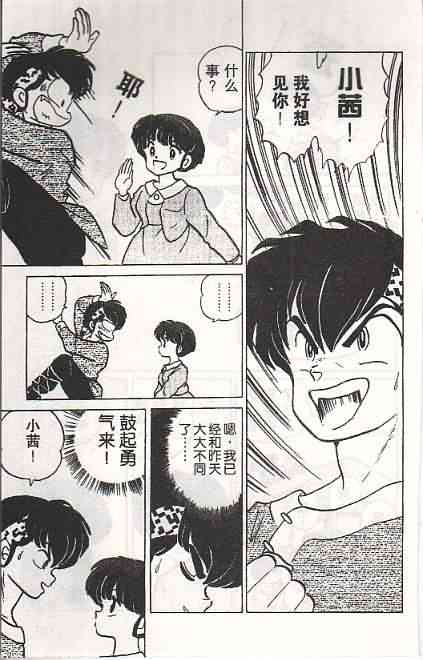 小茜！
我好想
见你！
什么
事？
耶！
………
………
嗯·我已
经和昨天
大大不同
了……
鼓起勇
气来！
小茜！